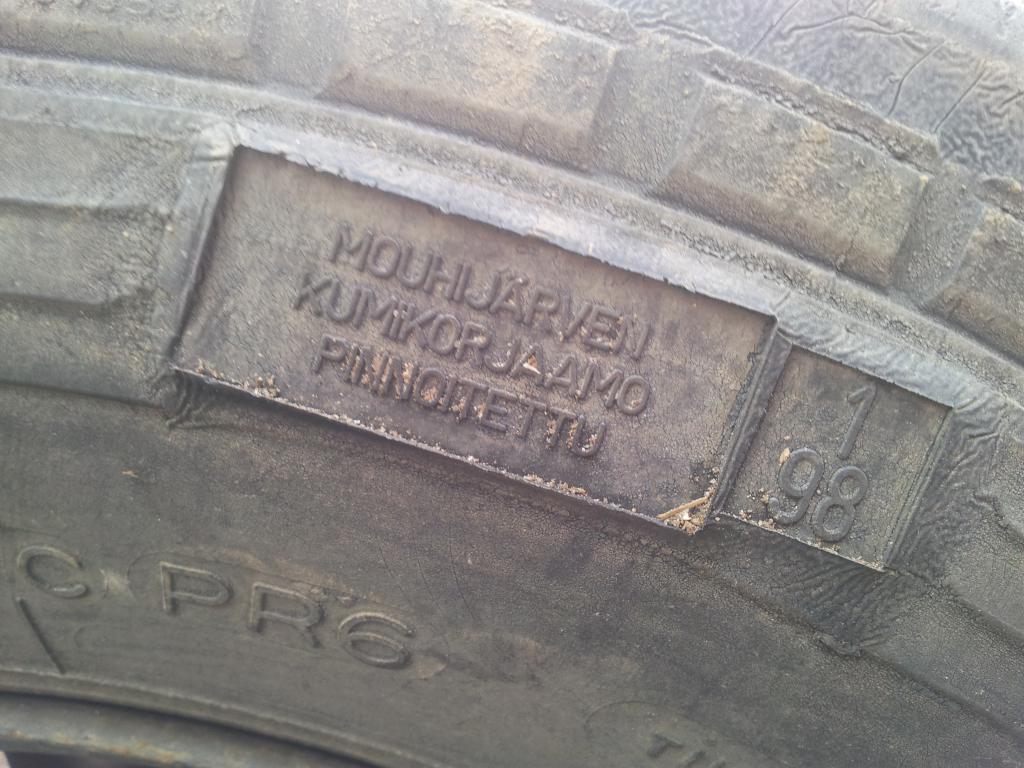 MOUHIJÄRVEN
KUMIKORJAAMO
PINNOITETTU
1
98
C PR6